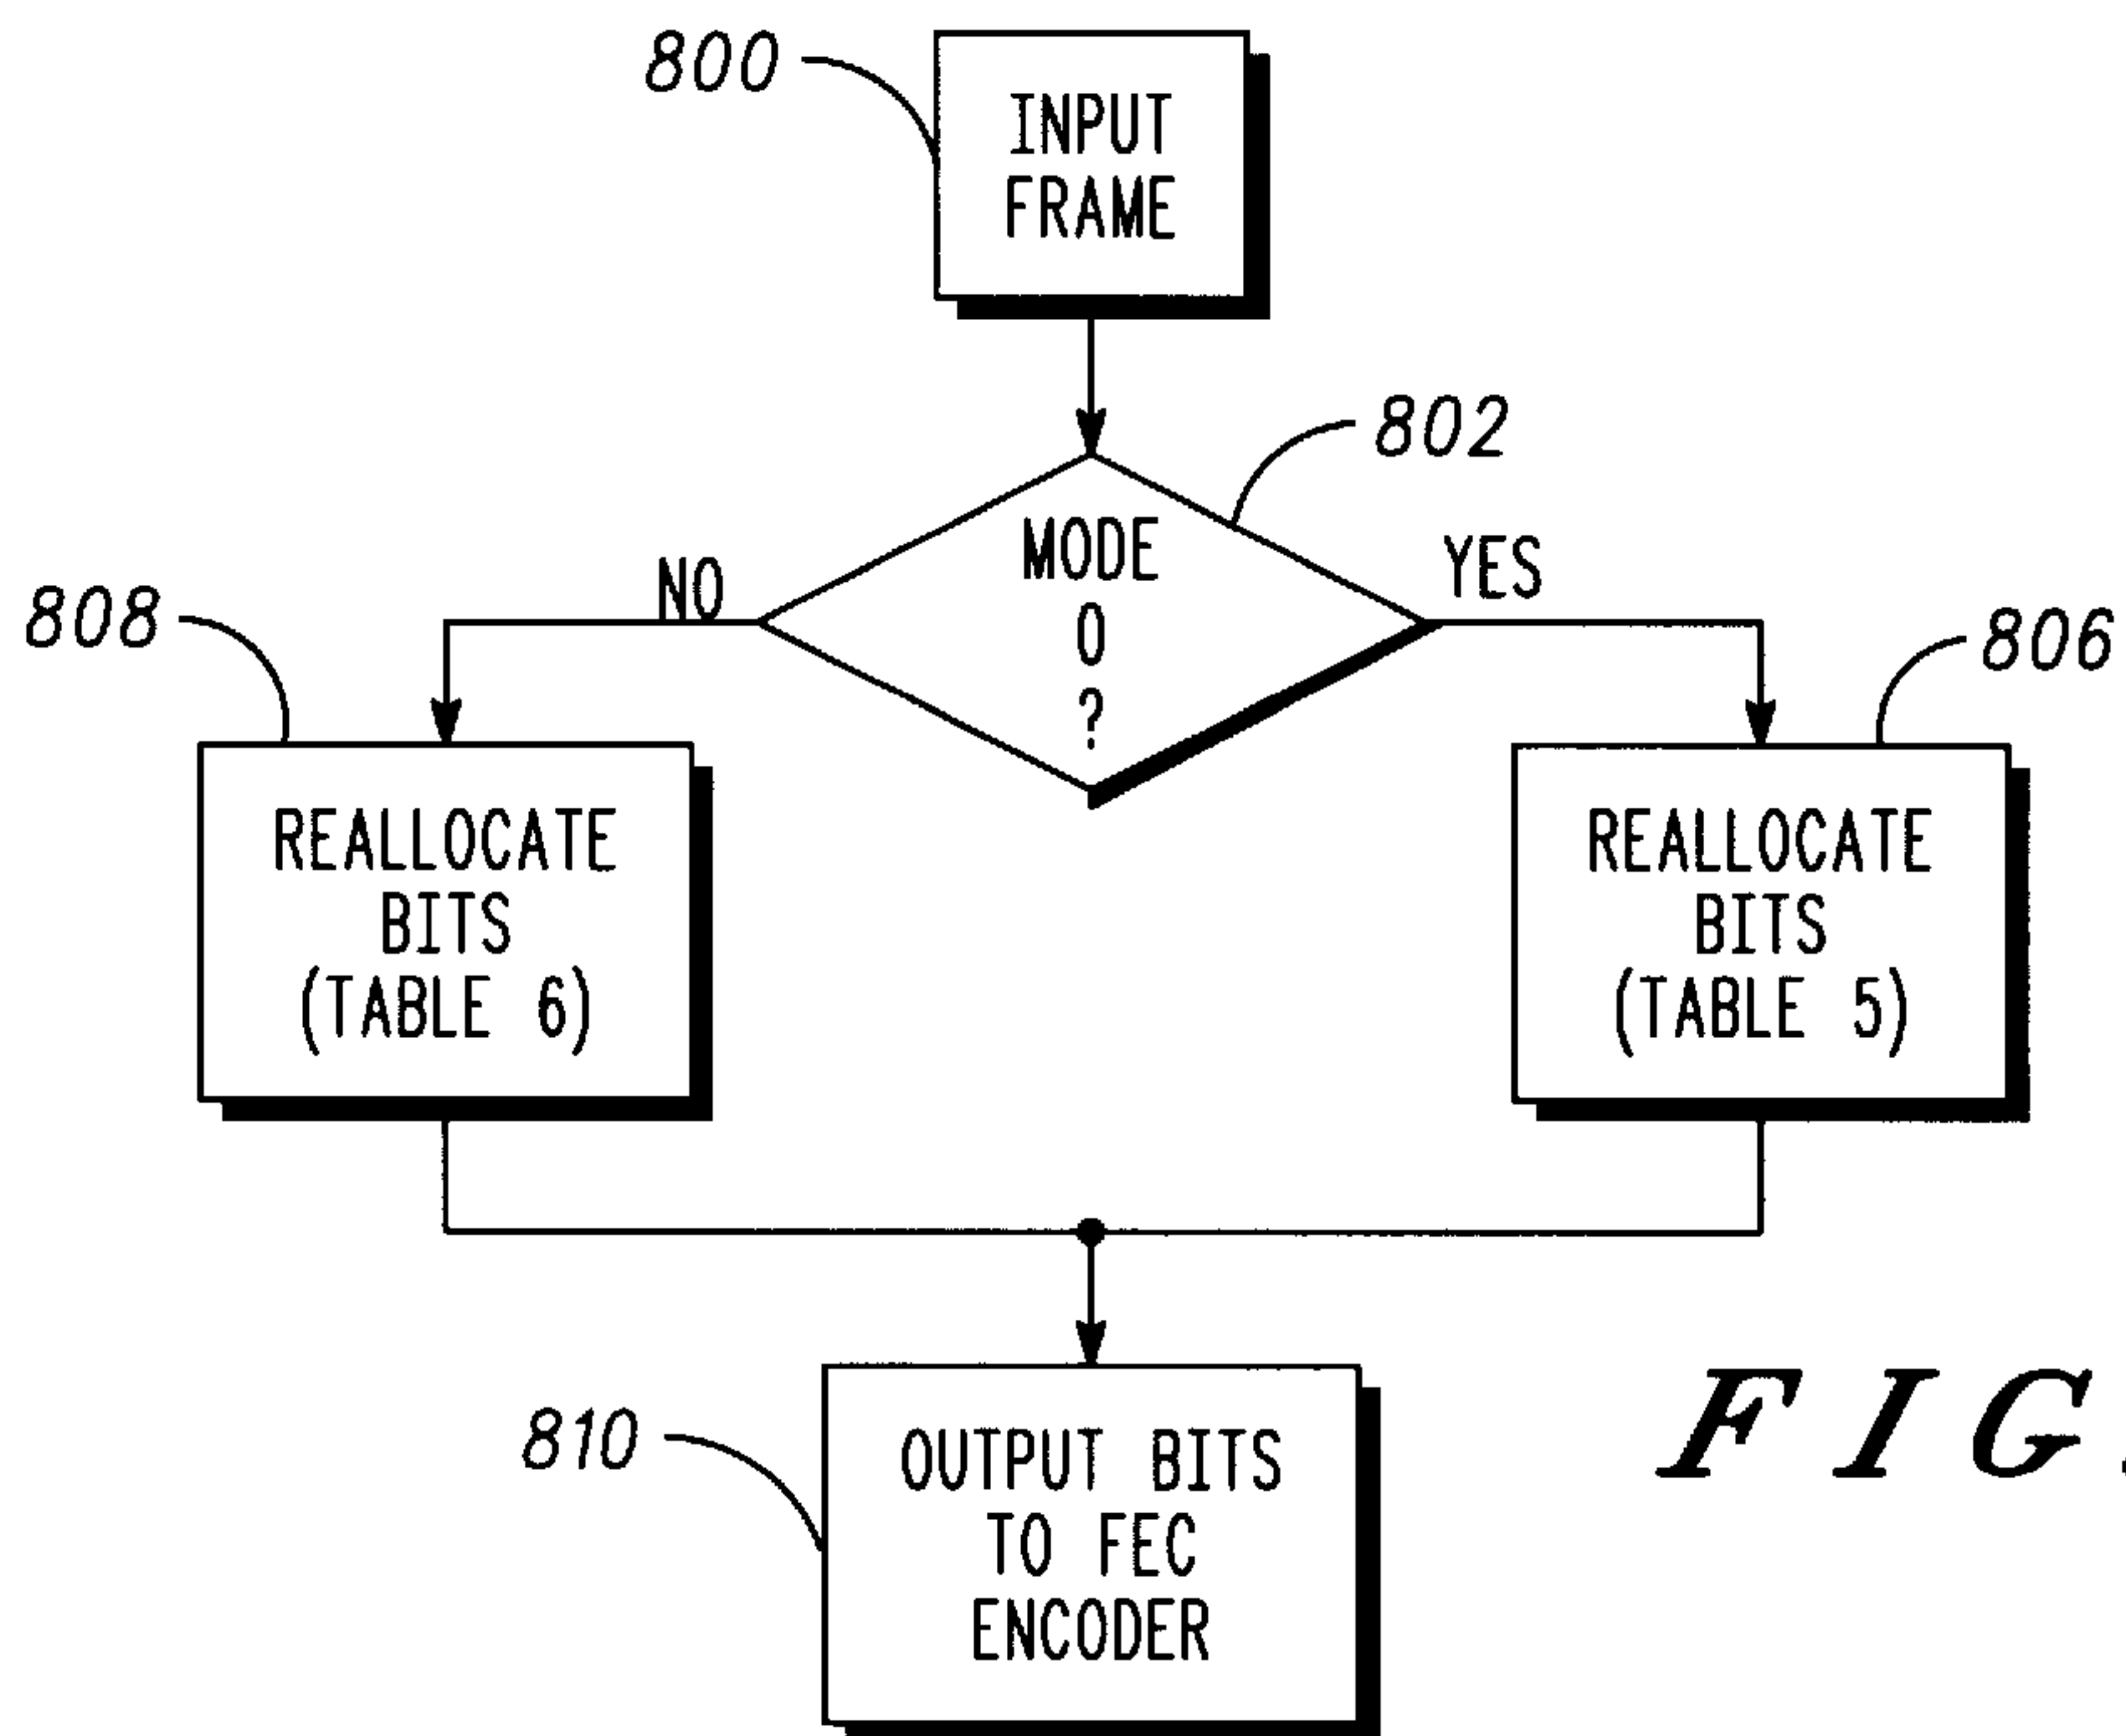 800
INPUT
FRAME
802
MODE
0
?
NO
YES
808
806
REALLOCATE
BITS
(TABLE 6)
REALLOCATE
BITS
(TABLE 5)
810
OUTPUT BITS
TO FEC
ENCODER
FIG.